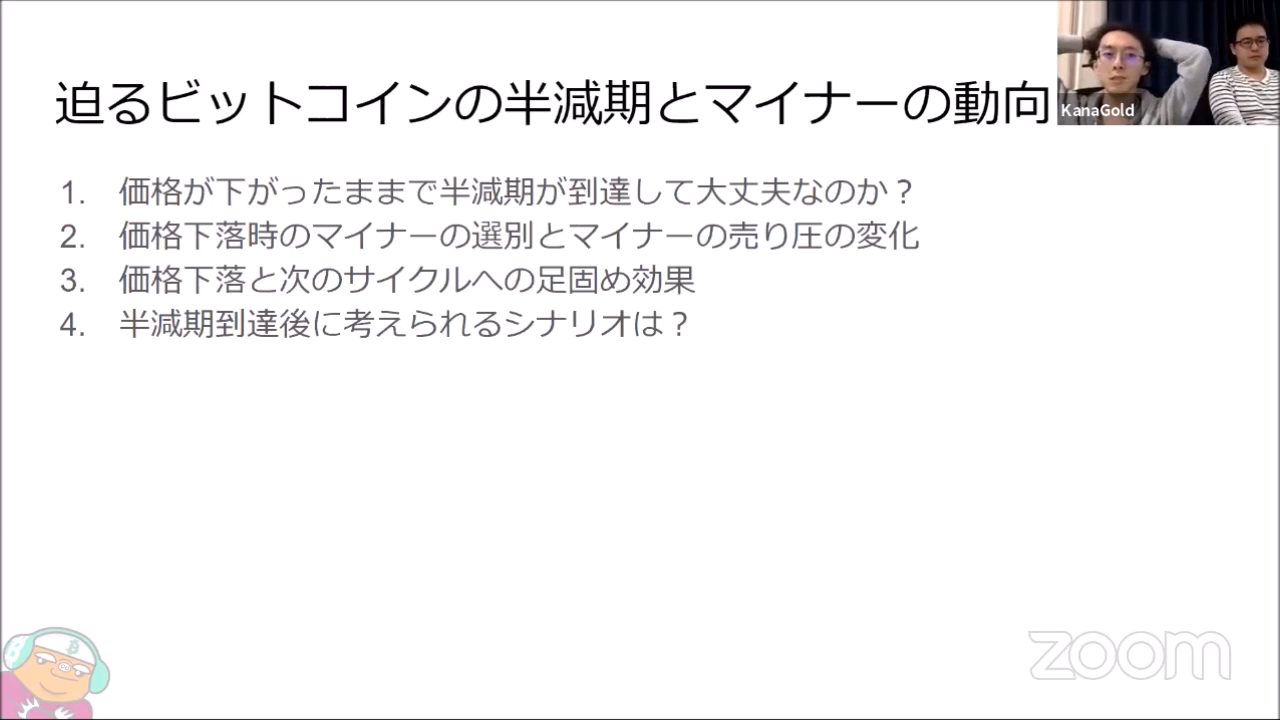 迫るビットコインの半減期とマイナーの動向
KanaGold
1. 価格が下がったままで半減期が到達して大丈夫なのか？
2. 価格下落時のマイナーの選別とマイナーの売り圧の変化
3. 価格下落と次のサイクルへの足固め効果
4. 半減期到達後に考えられるシナリオは？
zoom